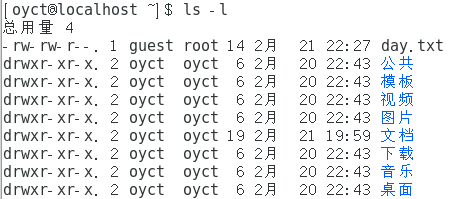 [oyct@localhost ~]$ ls -l
总用量 4
-rw-rw-r--. 1 guest root 14 2月 21 22:27 day.txt
drwxr-xr-x. 2 oyct oyct 6 2月 20 22:43 公共
drwxr-xr-x. 2 oyct oyct 6 2月 20 22:43 模板
drwxr-xr-x. 2 oyct oyct 6 2月 20 22:43 视频
drwxr-xr-x. 2 oyct oyct 6 2月 20 22:43 图片
drwxr-xr-x. 2 oyct oyct 19 2月 21 19:59 文档
drwxr-xr-x. 2 oyct oyct 6 2月 20 22:43 下载
drwxr-xr-x. 2 oyct oyct 6 2月 20 22:43 音乐
drwxr-xr-x. 2 oyct oyct 6 2月 20 22:43 桌面